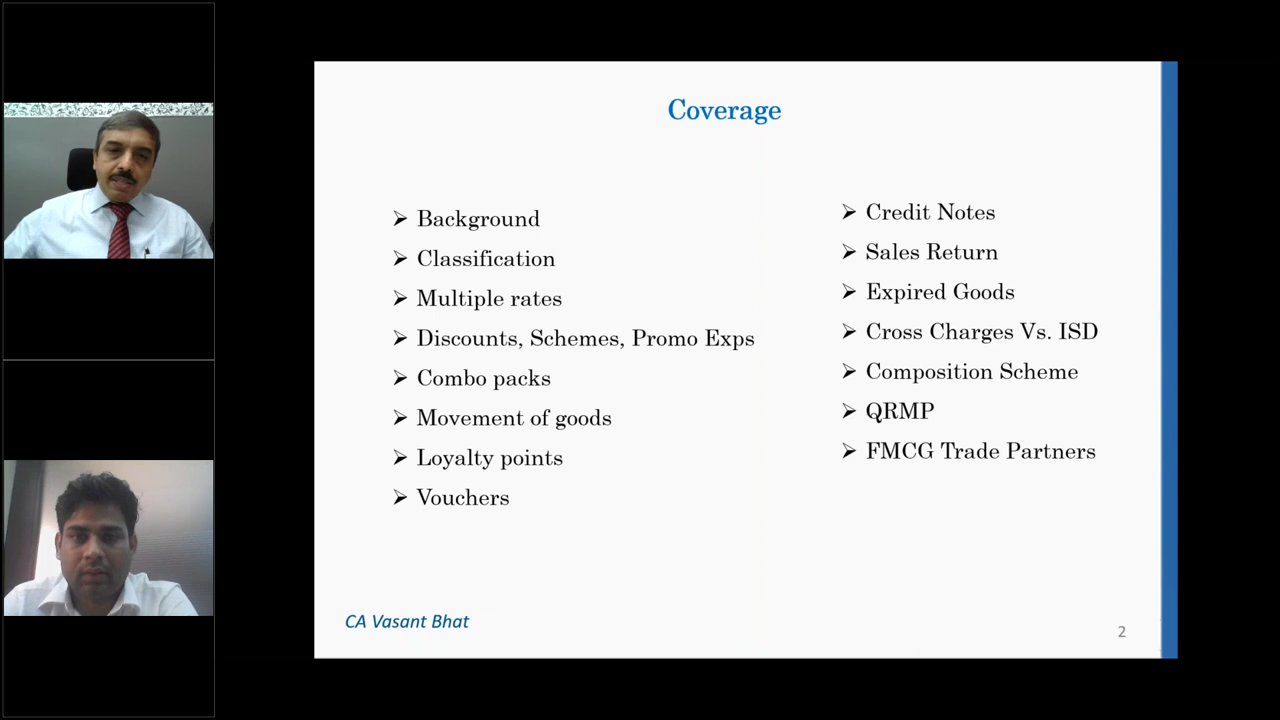 Coverage
➢ Background
➢ Classification
➢ Multiple rates
➢ Discounts, Schemes, Promo Exps
➢ Combo packs
➢ Movement of goods
➢ Loyalty points
➢ Vouchers
➢ Credit Notes
➢ Sales Return
➢ Expired Goods
➢ Cross Charges Vs. ISD
➢ Composition Scheme
➢ QRMP
➢ FMCG Trade Partners
CA Vasant Bhat
2